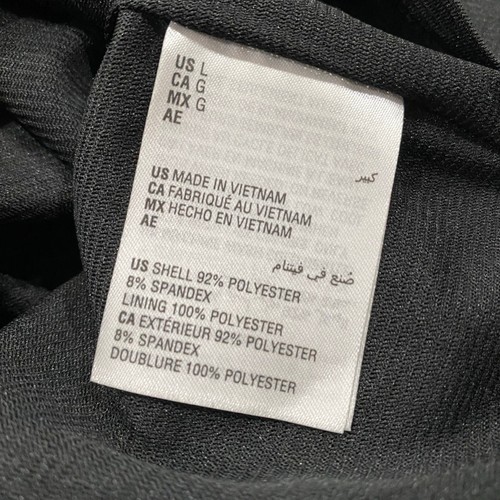 US L
CA G
MX G
AE
كبير
US MADE IN VIETNAM
CA FABRIQUÉ AU VIETNAM
MX HECHO EN VIETNAM
AE
صُنع في فيتنام
US SHELL 92% POLYESTER
8% SPANDEX
LINING 100% POLYESTER
CA EXTÉRIEUR 92% POLYESTER
8% SPANDEX
DOUBLURE 100% POLYESTER